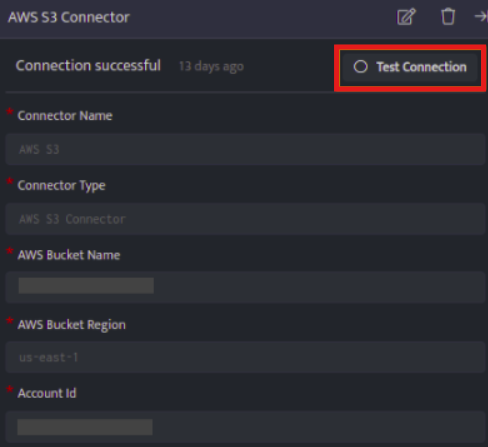 AWS S3 Connector
Connection successful 13 days ago Test Connection
* Connector Name
AWS S3
* Connector Type
AWS S3 Connector
* AWS Bucket Name
* AWS Bucket Region
us-east-1
* Account Id